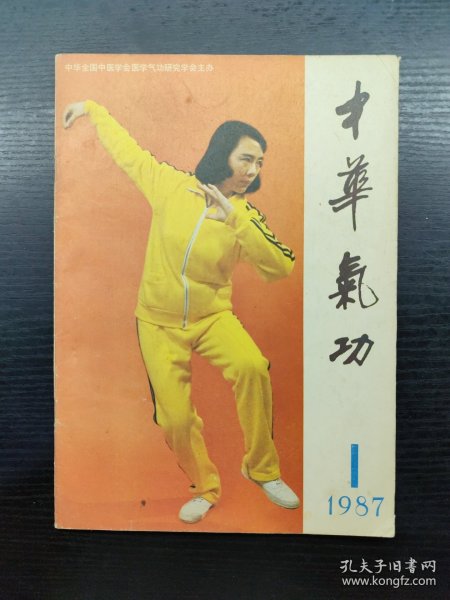 中华全国中医学会医学气功研究会主办
中華氣功
1
1987
孔夫子旧书网
www.kongfz.com